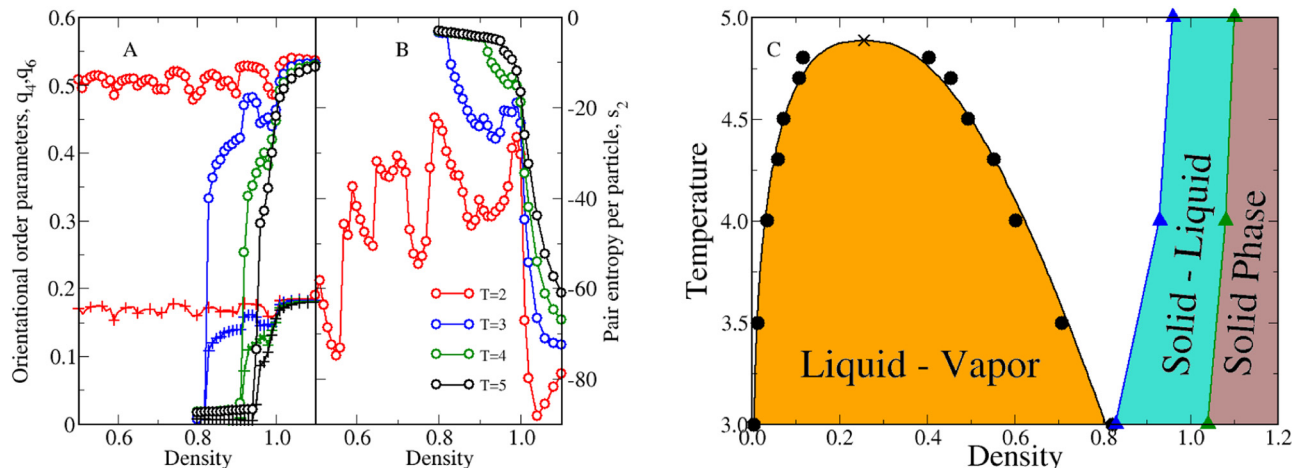 Orientational order parameters, q4,q6
0.6
0.5
0.4
0.3
0.2
0.1
0
A
0.6 0.8 1.0
Density
B
T=2
T=3
T=4
T=5
0.6 0.8 1.0
Density
0
-20
-40
-60
-80
Pair entropy per particle, s2
Temperature
5.0
4.5
4.0
3.5
3.0
C
Liquid - Vapor
Solid - Liquid
Solid Phase
0.0 0.2 0.4 0.6 0.8 1.0 1.2
Density